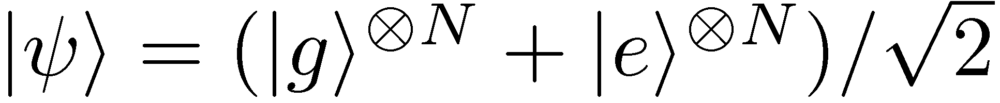 |ψ⟩ = (|g⟩^{⊗N} + |e⟩^{⊗N})/√2